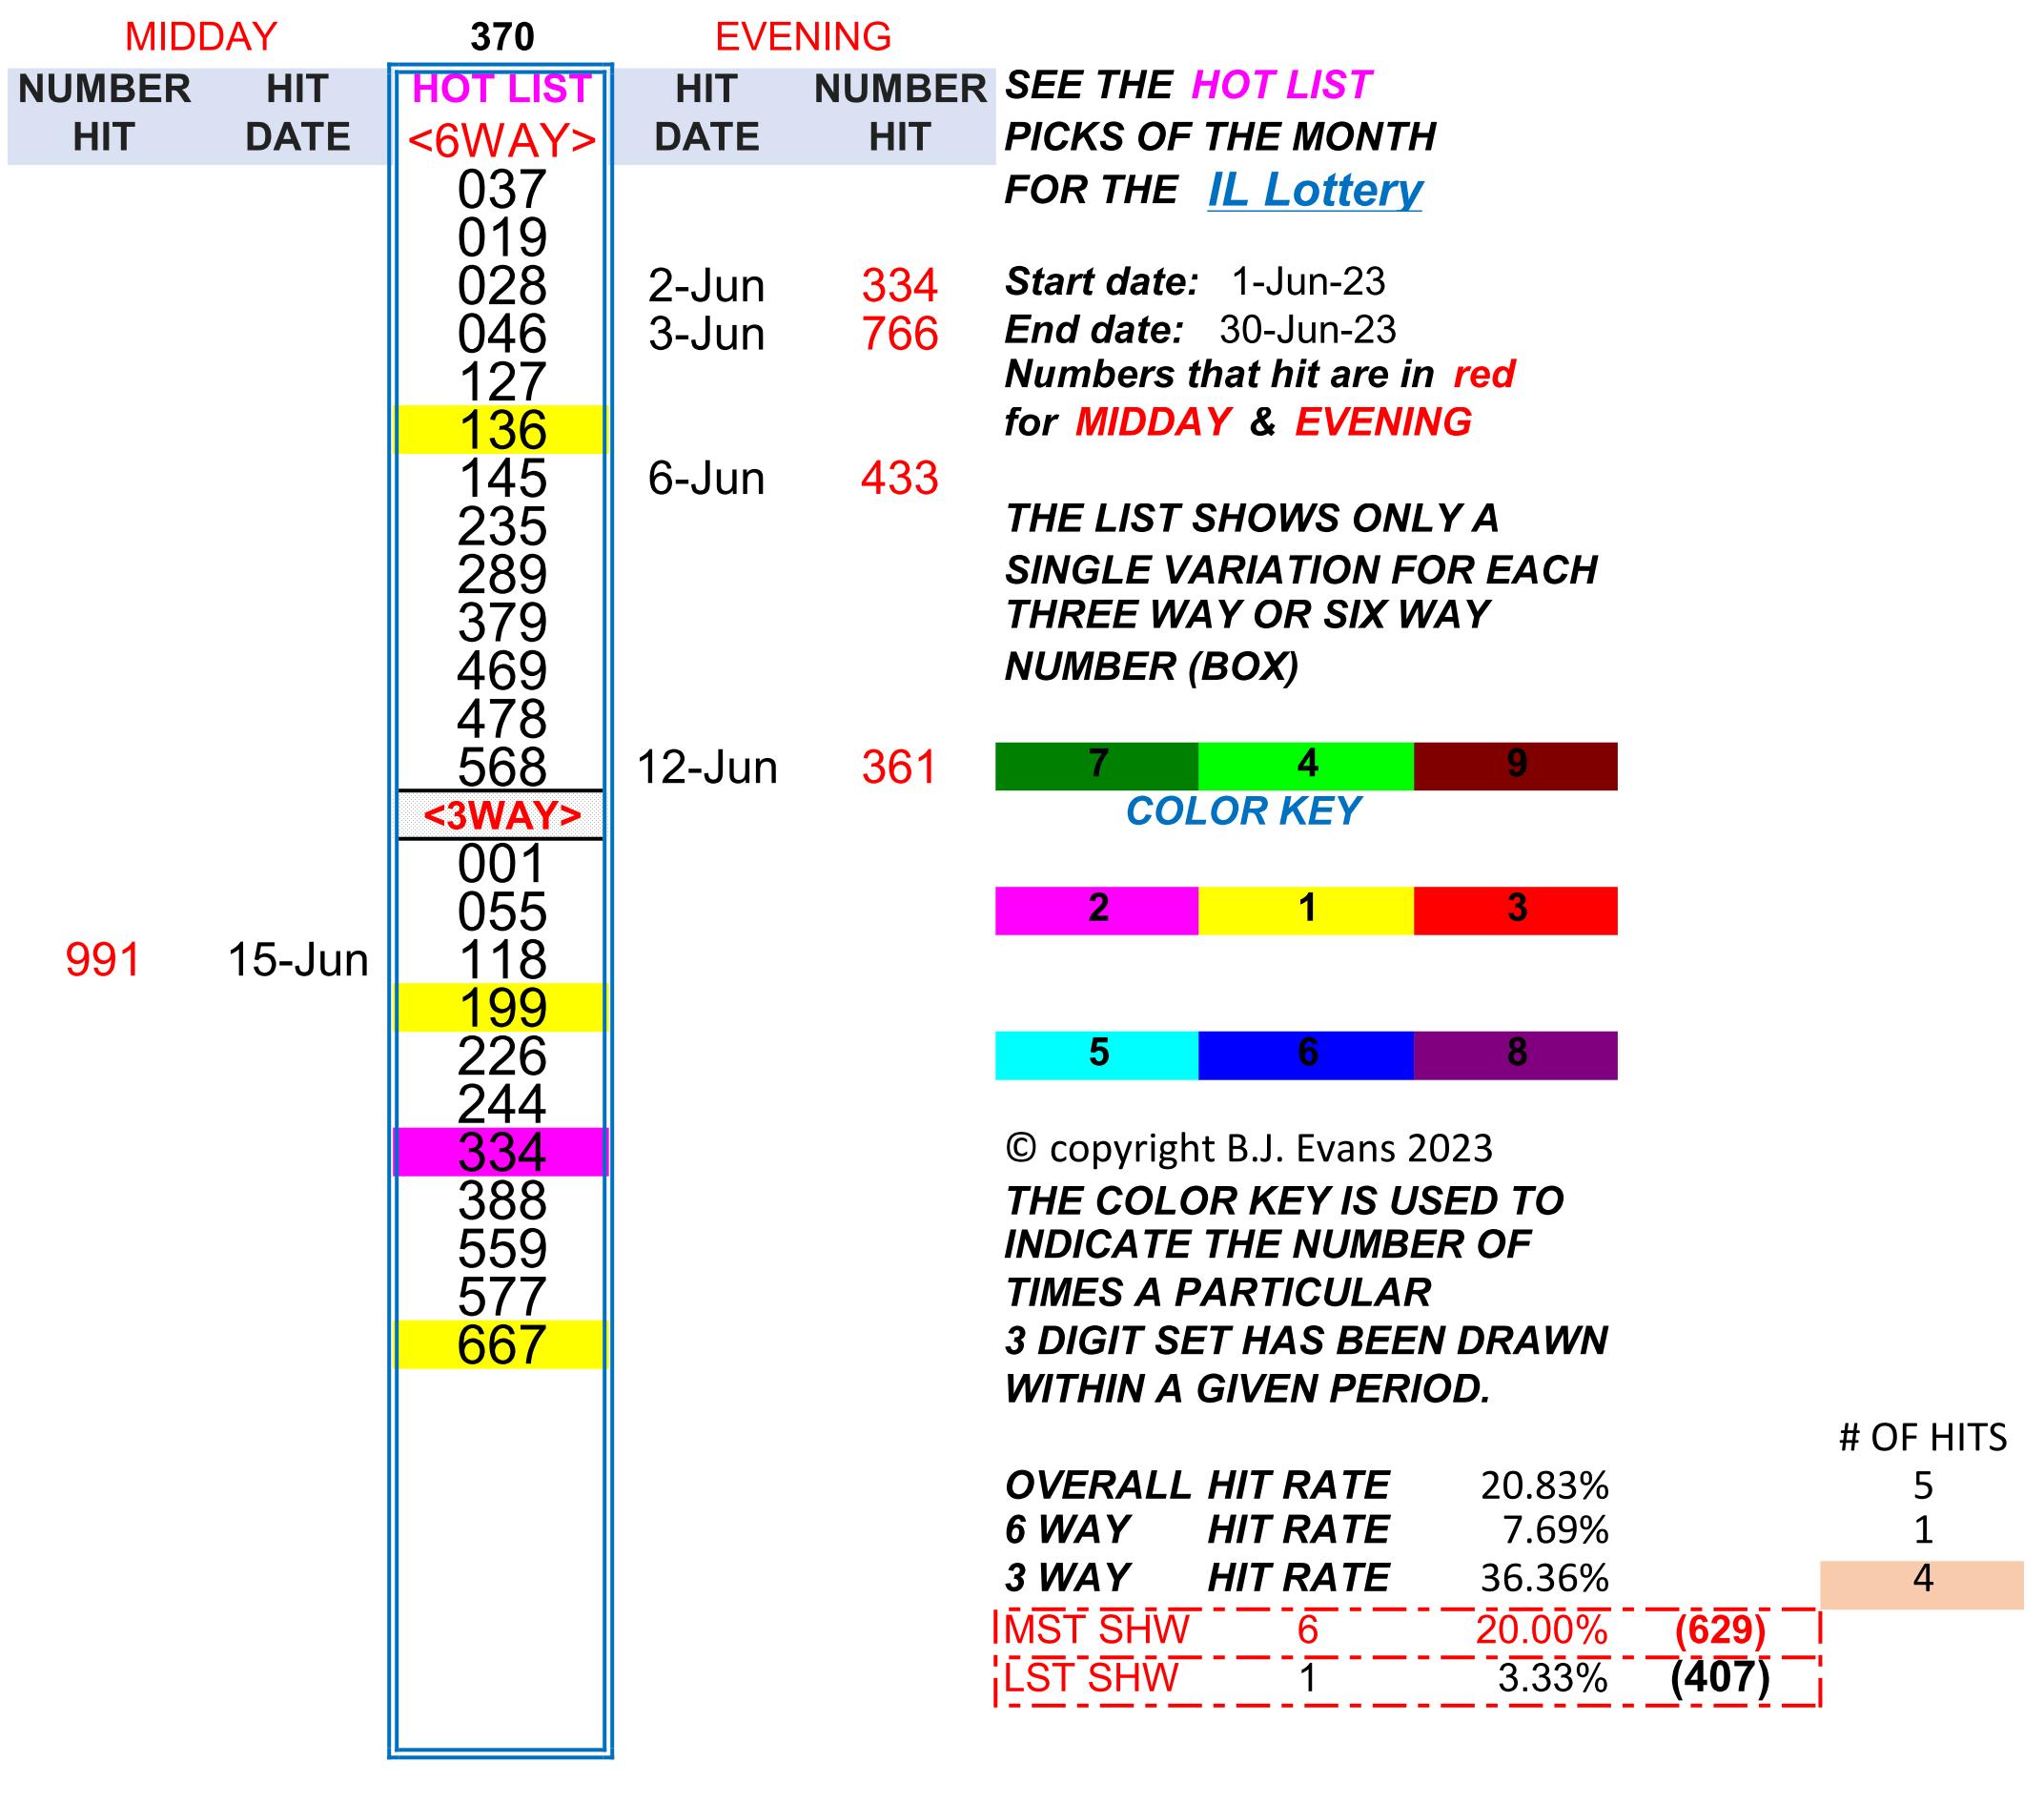 MIDDAY 370 EVENING
NUMBER HIT HOT LIST HIT NUMBER SEE THE HOT LIST
HIT DATE <6WAY> DATE HIT PICKS OF THE MONTH
037 FOR THE IL Lottery
019
028 2-Jun 334 Start date: 1-Jun-23
046 3-Jun 766 End date: 30-Jun-23
127 Numbers that hit are in red
136 for MIDDAY & EVENING
145 6-Jun 433
235 THE LIST SHOWS ONLY A
289 SINGLE VARIATION FOR EACH
379 THREE WAY OR SIX WAY
469 NUMBER (BOX)
478
568 12-Jun 361 7 4 9
<3WAY> COLOR KEY
001
055 2 1 3
991 15-Jun 118
199
226 5 6 8
244
334 © copyright B.J. Evans 2023
388 THE COLOR KEY IS USED TO
559 INDICATE THE NUMBER OF
577 TIMES A PARTICULAR
667 3 DIGIT SET HAS BEEN DRAWN
WITHIN A GIVEN PERIOD.
# OF HITS
OVERALL HIT RATE 20.83% 5
6 WAY HIT RATE 7.69% 1
3 WAY HIT RATE 36.36% 4
MST SHW 6 20.00% (629)
LST SHW 1 3.33% (407)